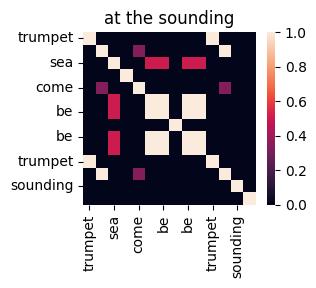 at the sounding
trumpet
sea
come
be
be
trumpet
sounding
1.0
0.8
0.6
0.4
0.2
0.0
trumpet
sea
come
be
be
trumpet
sounding